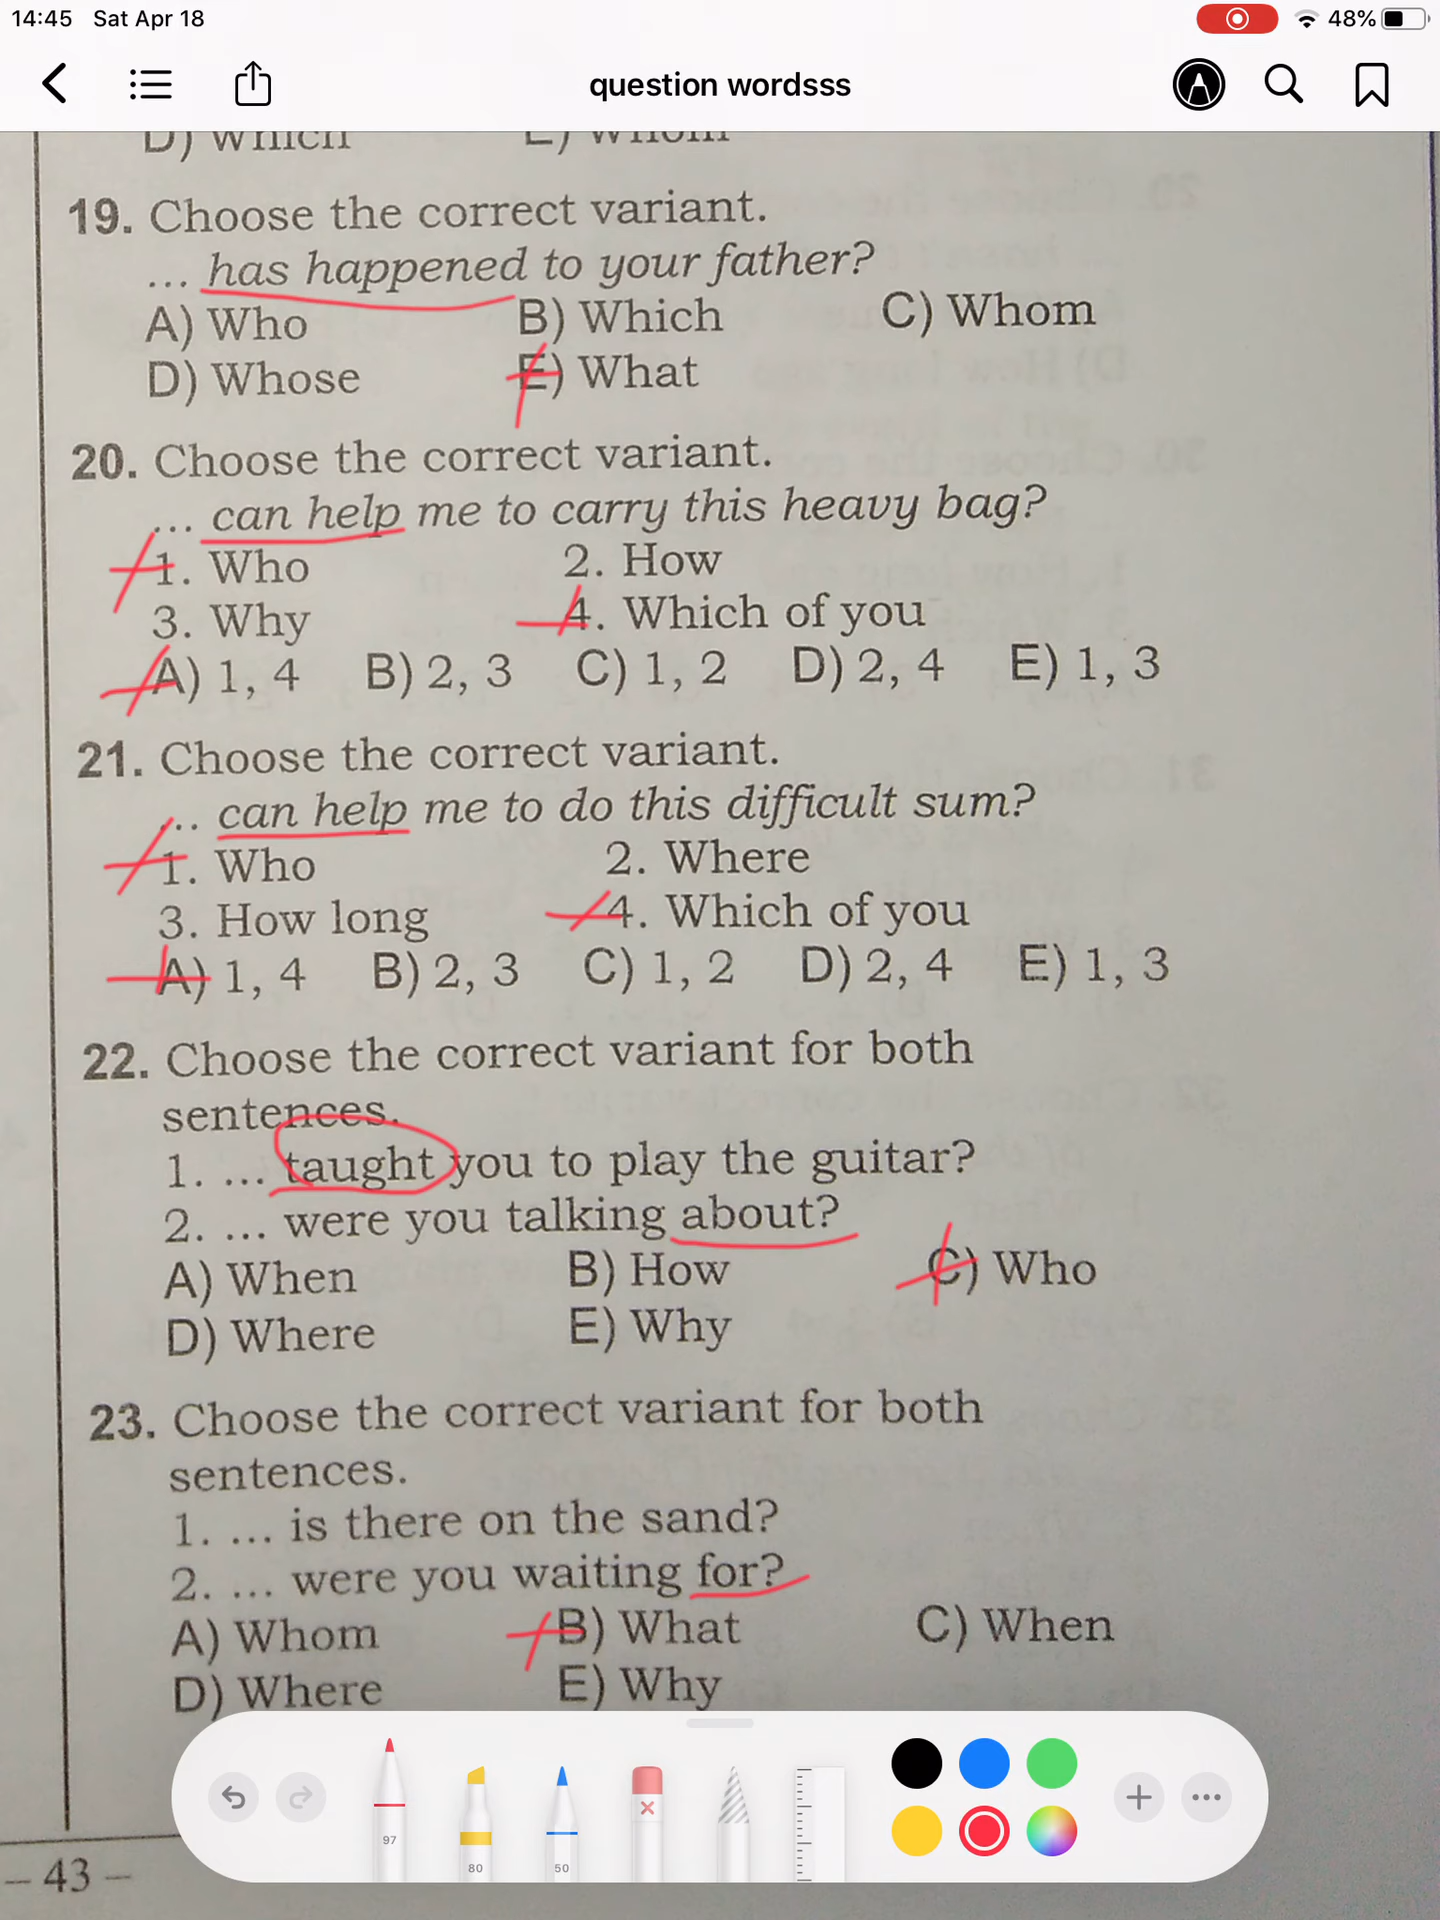 14:45 Sat Apr 18
48%
question wordsss
D) Which E) Whom
19. Choose the correct variant.
... has happened to your father?
A) Who B) Which C) Whom
D) Whose E) What
20. Choose the correct variant.
... can help me to carry this heavy bag?
1. Who 2. How
3. Why 4. Which of you
A) 1, 4 B) 2, 3 C) 1, 2 D) 2, 4 E) 1, 3
21. Choose the correct variant.
... can help me to do this difficult sum?
1. Who 2. Where
3. How long 4. Which of you
A) 1, 4 B) 2, 3 C) 1, 2 D) 2, 4 E) 1, 3
22. Choose the correct variant for both
sentences.
1. ... taught you to play the guitar?
2. ... were you talking about?
A) When B) How C) Who
D) Where E) Why
23. Choose the correct variant for both
sentences.
1. ... is there on the sand?
2. ... were you waiting for?
A) Whom B) What C) When
D) Where E) Why
97 80 50
– 43 –